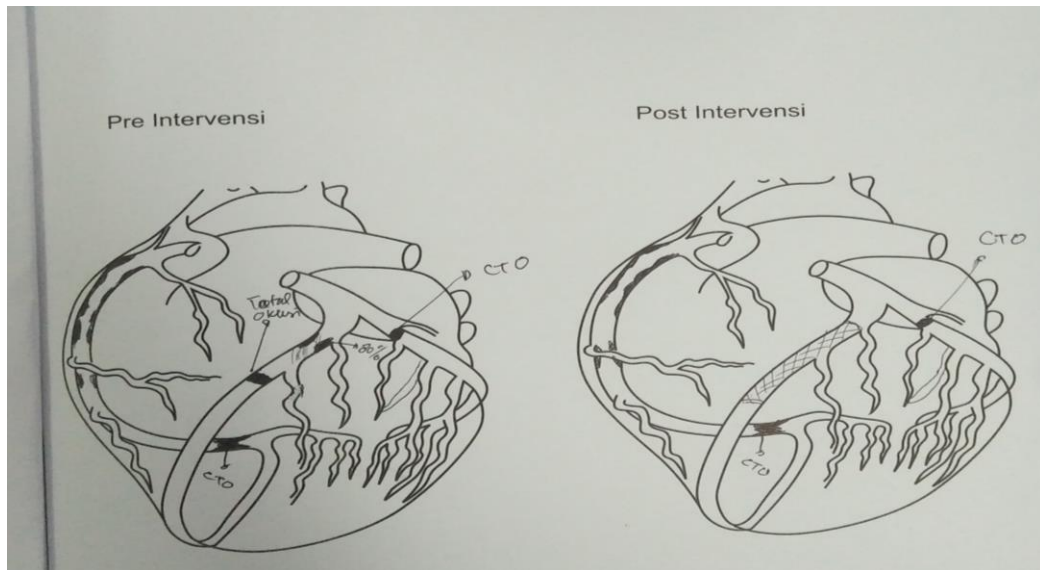 Pre Intervensi
Post Intervensi
CTO
CTO
Total
oklusi
80%
CTO
CTO